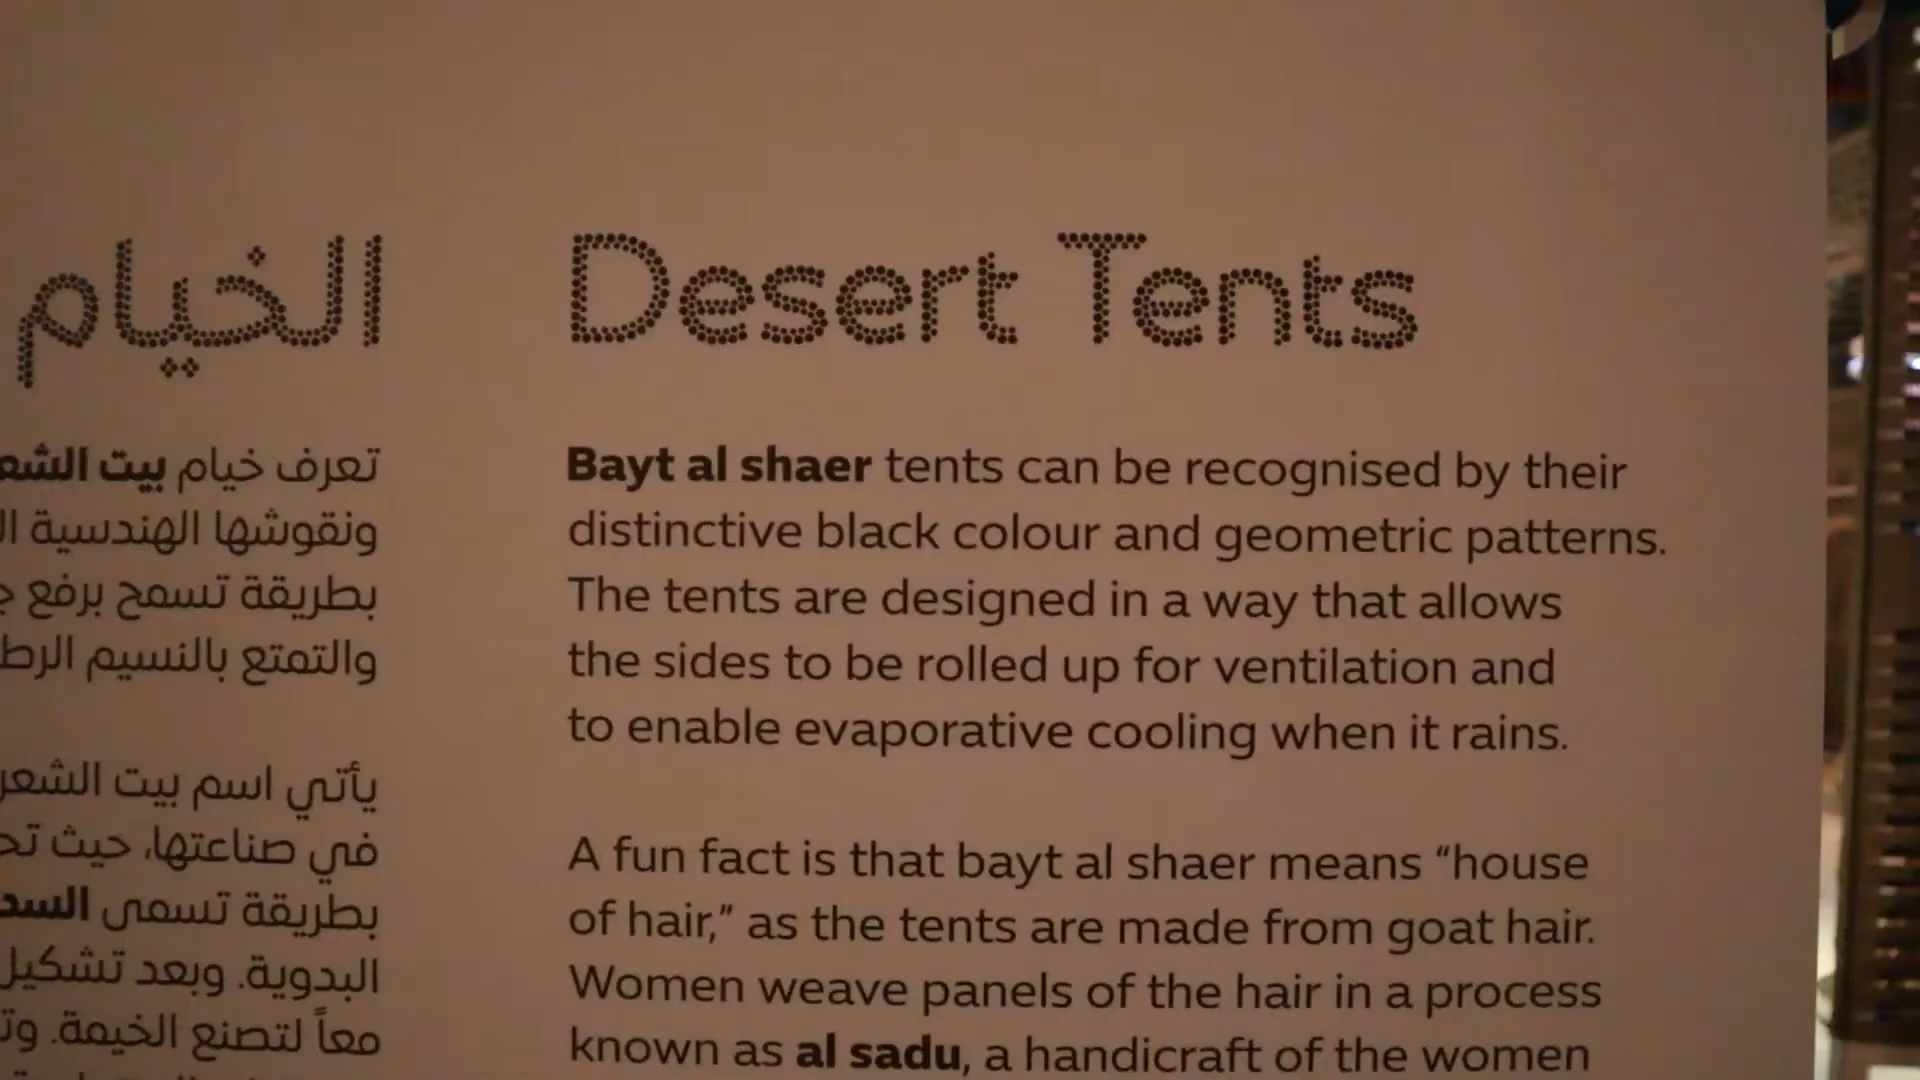 الخيام
تعرف خيام بيت
ونقوشها الهندسية
بطريقة تسمح برفع
والتمتع بالنسيم
يأتي اسم بيت الشعر
في صناعتها، حيث
بطريقة تسمى
البدوية. وبعد تشكيل
معاً لتصنع الخيمة.
Desert Tents
Bayt al shaer tents can be recognised by their
distinctive black colour and geometric patterns.
The tents are designed in a way that allows
the sides to be rolled up for ventilation and
to enable evaporative cooling when it rains.
A fun fact is that bayt al shaer means “house
of hair,” as the tents are made from goat hair.
Women weave panels of the hair in a process
known as al sadu, a handicraft of the women